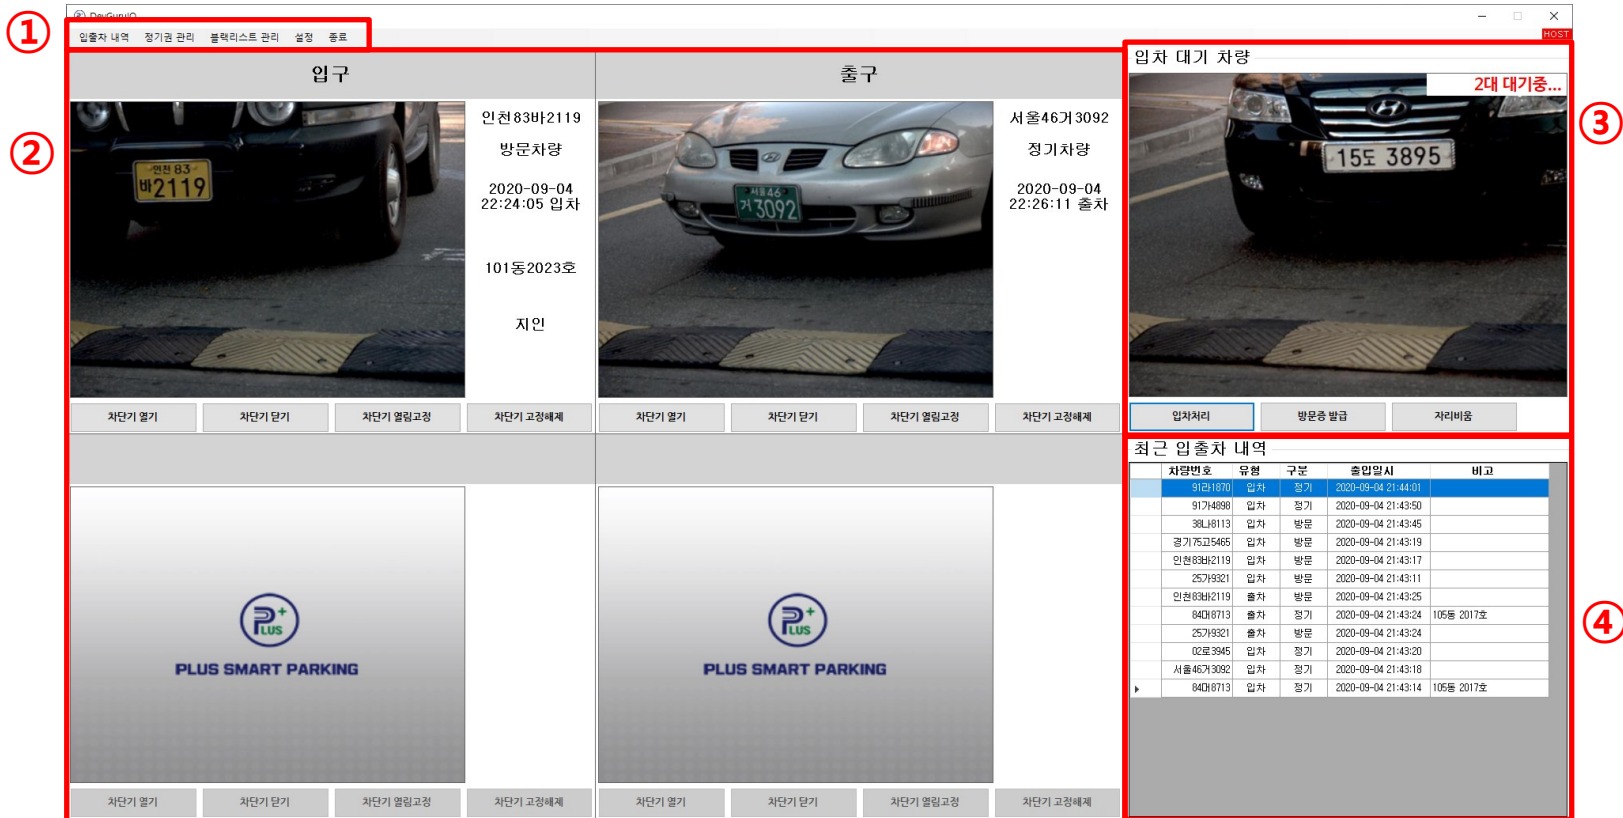 ①
②
③
④
DevGuruIO
입출차 내역 정기권 관리 블랙리스트 관리 설정 종료
HOST
입구
인천 83
바2119
인천83바2119
방문차량
2020-09-04
22:24:05 입차
101동2023호
지인
차단기 열기 차단기 닫기 차단기 열림고정 차단기 고정해제
출구
서울46
거3092
서울46거3092
정기차량
2020-09-04
22:26:11 출차
차단기 열기 차단기 닫기 차단기 열림고정 차단기 고정해제
PLUS
PLUS SMART PARKING
차단기 열기 차단기 닫기 차단기 열림고정 차단기 고정해제
PLUS
PLUS SMART PARKING
차단기 열기 차단기 닫기 차단기 열림고정 차단기 고정해제
입차 대기 차량
2대 대기중...
15도 3895
입차처리 방문증 발급 자리비움
최근 입출차 내역
차량번호 유형 구분 출입일시 비고
91라1870 입차 정기 2020-09-04 21:44:01
91가4898 입차 정기 2020-09-04 21:43:50
38나8113 입차 방문 2020-09-04 21:43:45
경기75고5465 입차 방문 2020-09-04 21:43:19
인천83바2119 입차 방문 2020-09-04 21:43:17
25가9321 입차 방문 2020-09-04 21:43:11
인천83바2119 출차 방문 2020-09-04 21:43:25
84머8713 출차 정기 2020-09-04 21:43:24 105동 2017호
25가9321 출차 방문 2020-09-04 21:43:24
02로3945 입차 정기 2020-09-04 21:43:20
서울46거3092 입차 정기 2020-09-04 21:43:18
84머8713 입차 정기 2020-09-04 21:43:14 105동 2017호